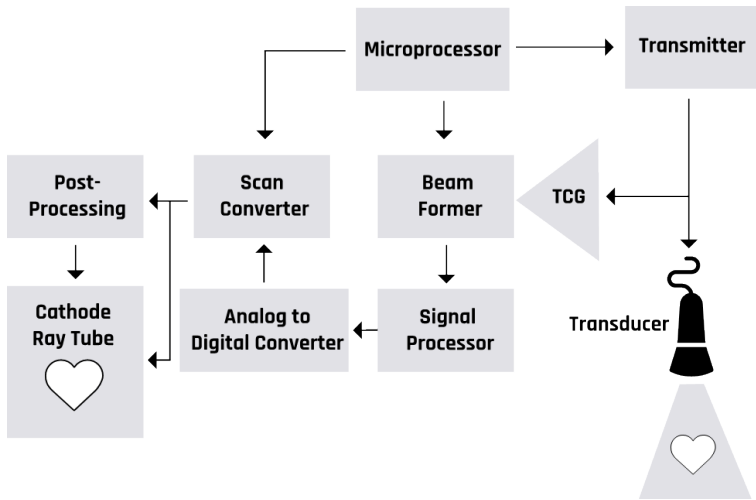 Microprocessor
Transmitter
Post-
Processing
Scan
Converter
Beam
Former
TCG
Cathode
Ray Tube
Analog to
Digital Converter
Signal
Processor
Transducer